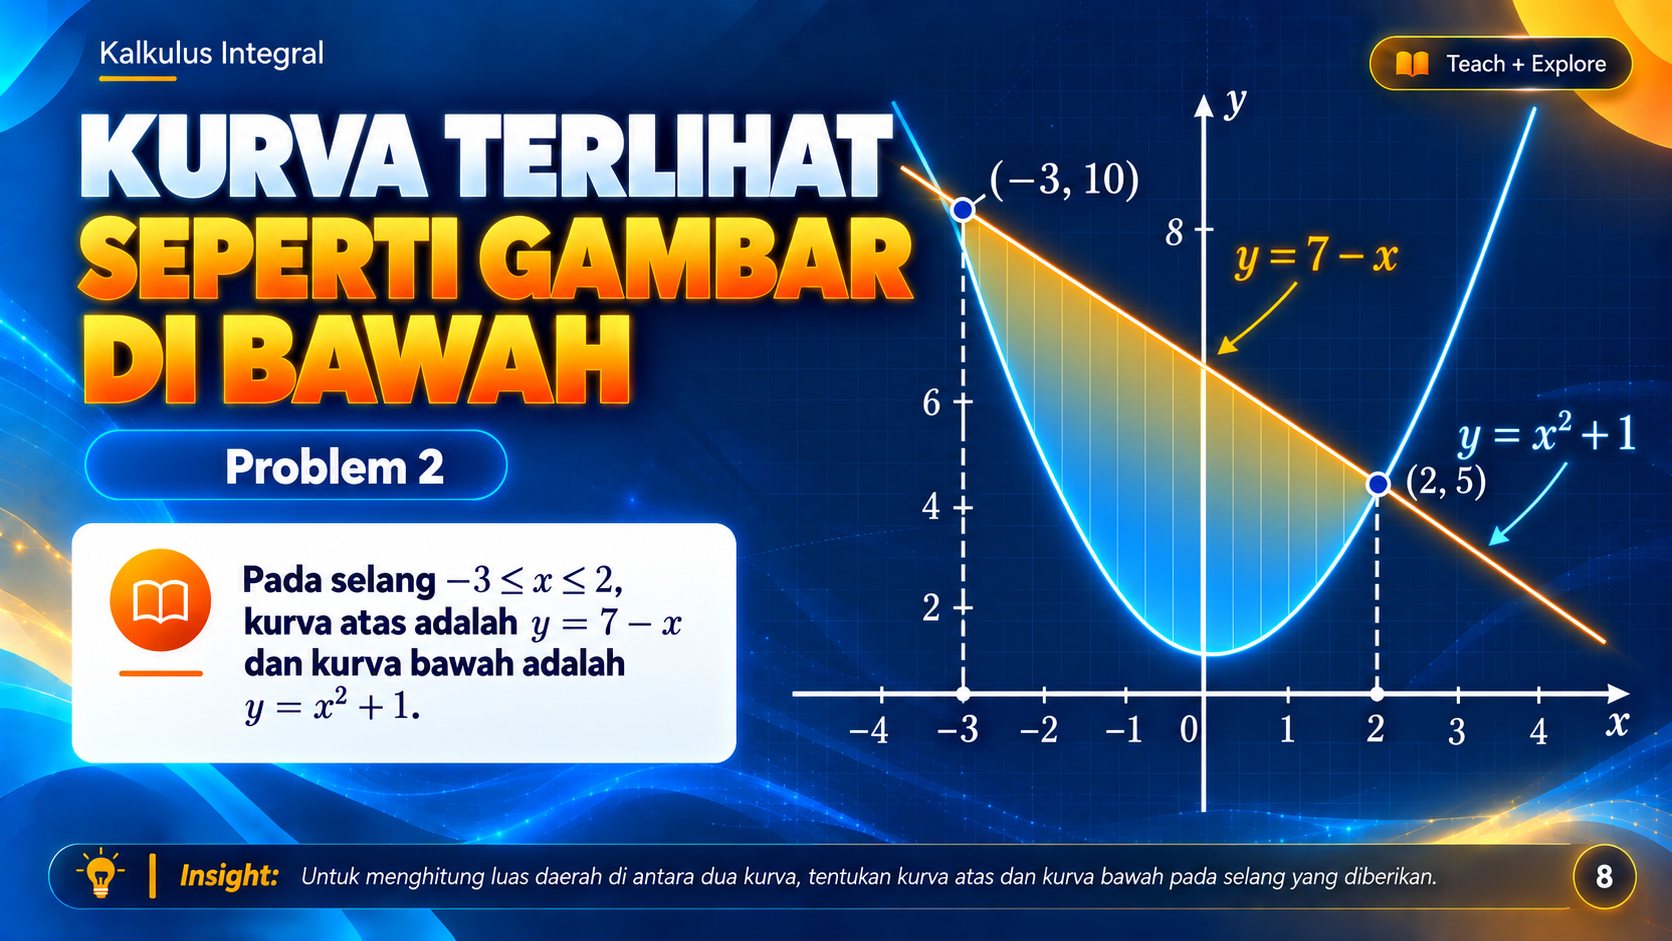 Kalkulus Integral
Teach + Explore
KURVA TERLIHAT
SEPERTI GAMBAR
DI BAWAH
Problem 2
Pada selang −3 ≤ x ≤ 2,
kurva atas adalah y = 7 − x
dan kurva bawah adalah
y = x² + 1.
y
(−3, 10)
8
y = 7 − x
6
y = x² + 1
(2, 5)
4
2
−4 −3 −2 −1 0 1 2 3 4 x
Insight: Untuk menghitung luas daerah di antara dua kurva, tentukan kurva atas dan kurva bawah pada selang yang diberikan.
8